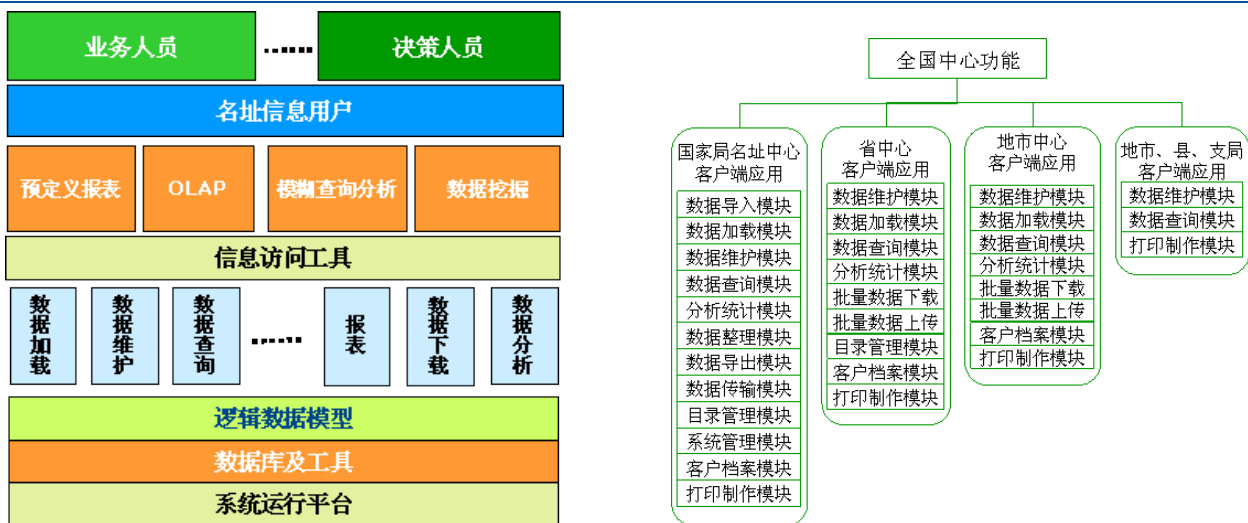 业务人员
......
决策人员
名址信息用户
预定义报表
OLAP
模糊查询分析
数据挖掘
信息访问工具
数据加载
数据维护
数据查询
......
报表
数据下载
数据分析
逻辑数据模型
数据库及工具
系统运行平台
全国中心功能
国家局名址中心
客户端应用
数据导入模块
数据加载模块
数据维护模块
数据查询模块
分析统计模块
数据整理模块
数据导出模块
数据传输模块
目录管理模块
系统管理模块
客户档案模块
打印制作模块
省中心
客户端应用
数据维护模块
数据加载模块
数据查询模块
分析统计模块
批量数据下载
批量数据上传
目录管理模块
客户档案模块
打印制作模块
地市中心
客户端应用
数据维护模块
数据加载模块
数据查询模块
分析统计模块
批量数据下载
批量数据上传
客户档案模块
打印制作模块
地市、县、支局
客户端应用
数据维护模块
数据查询模块
打印制作模块